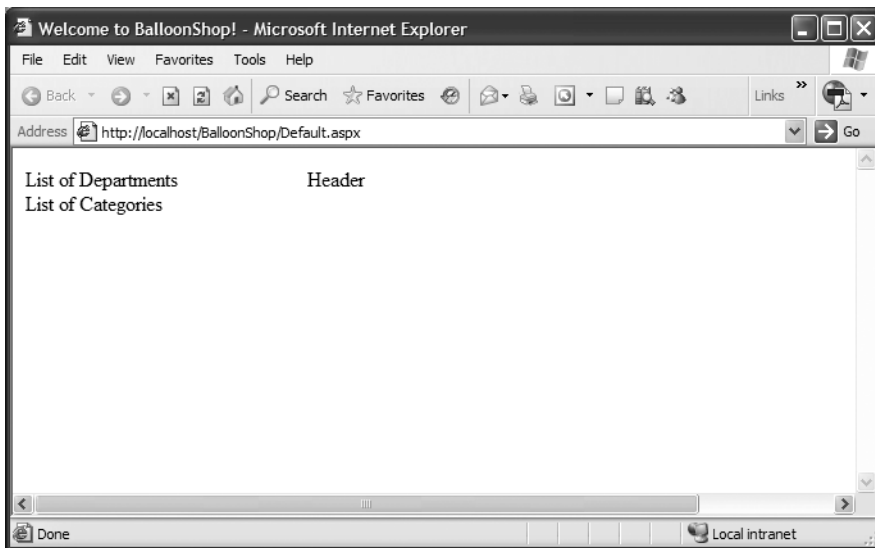 Welcome to BalloonShop! - Microsoft Internet Explorer
File Edit View Favorites Tools Help
Back Search Favorites Links »
Address http://localhost/BalloonShop/Default.aspx Go
List of Departments Header
List of Categories
Done Local intranet